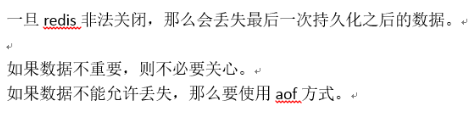 一旦 redis 非法关闭，那么会丢失最后一次持久化之后的数据。
如果数据不重要，则不必要关心。
如果数据不能允许丢失，那么要使用 aof 方式。